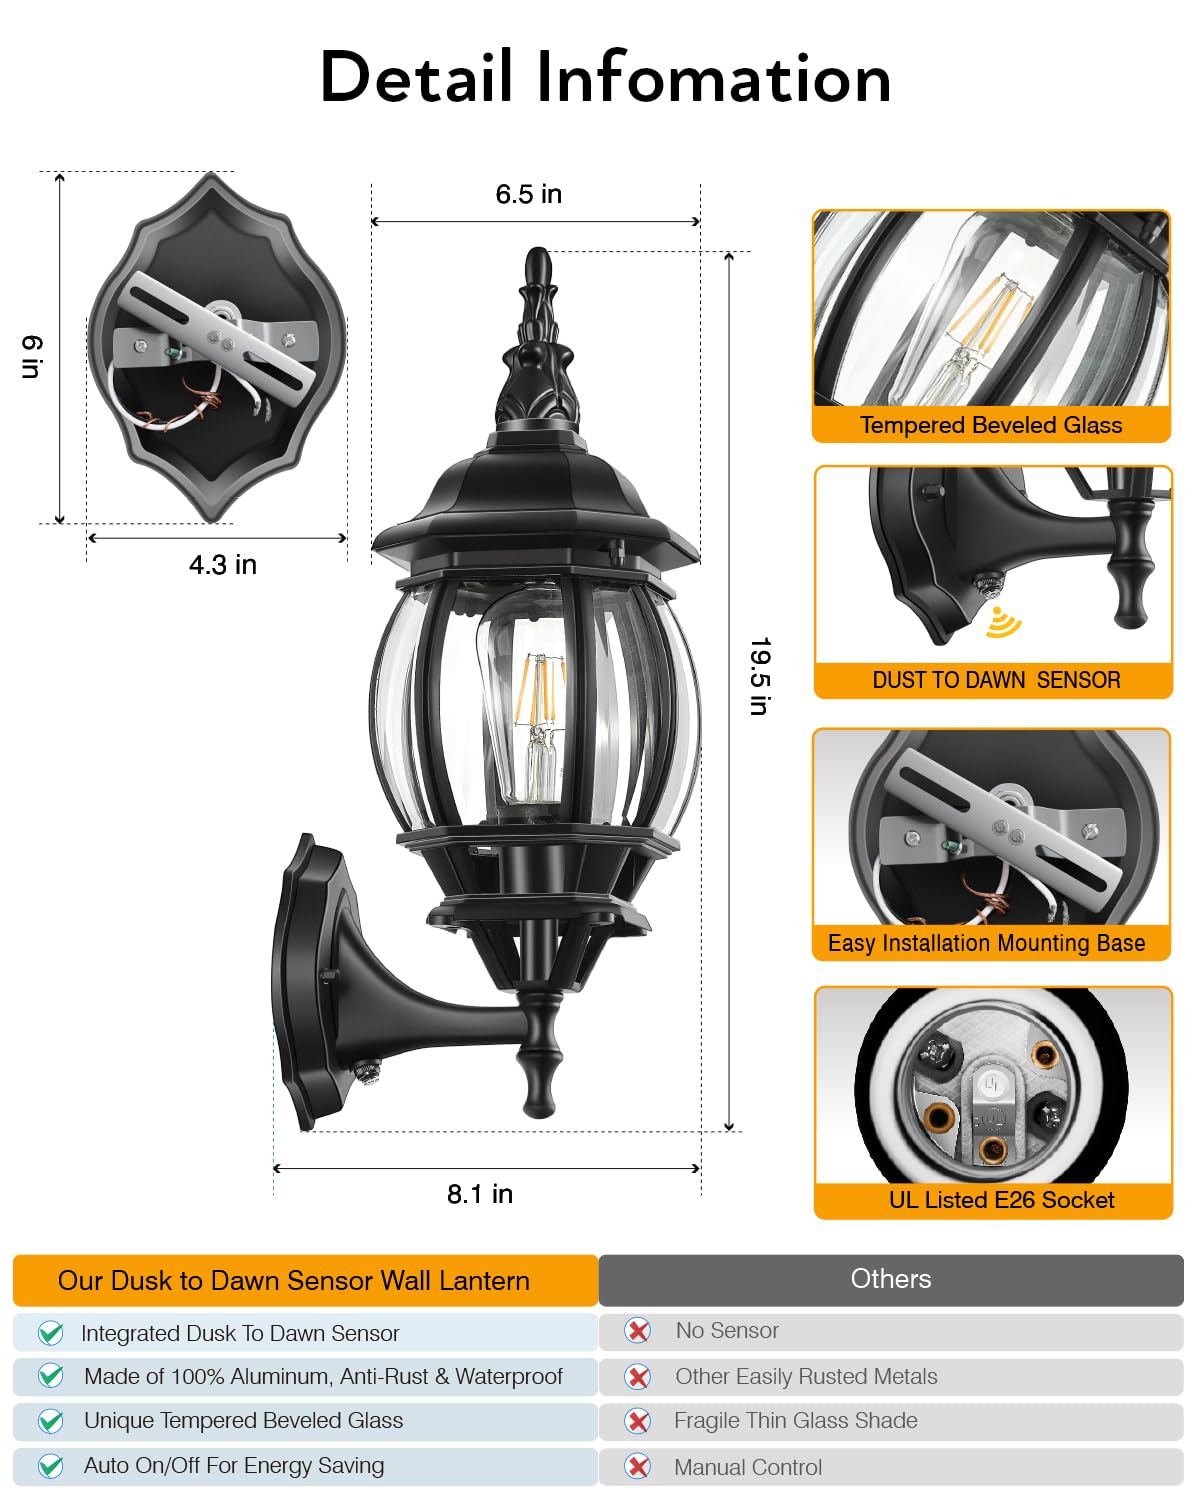 Detail Infomation
6.5 in
6 in
4.3 in
19.5 in
8.1 in
Tempered Beveled Glass
DUST TO DAWN SENSOR
Easy Installation Mounting Base
UL
UL
UL Listed E26 Socket
Our Dusk to Dawn Sensor Wall Lantern
Others
Integrated Dusk To Dawn Sensor
No Sensor
Made of 100% Aluminum, Anti-Rust & Waterproof
Other Easily Rusted Metals
Unique Tempered Beveled Glass
Fragile Thin Glass Shade
Auto On/Off For Energy Saving
Manual Control